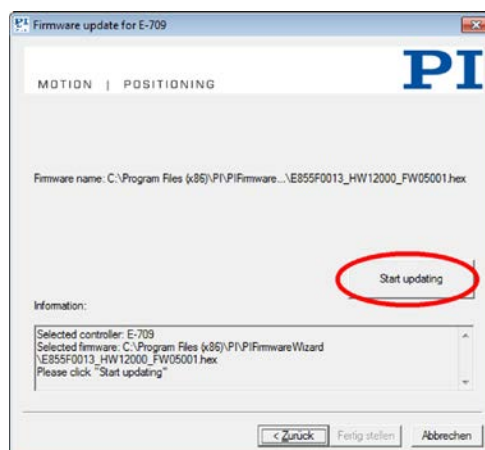 Firmware update for E-709
PI
MOTION | POSITIONING
Firmware name: C:\Program Files (x86)\PI\PIFirmware...\E855F0013_HW12000_FW05001.hex
Start updating
Information:
Selected controller: E-709
Selected firmware: C:\Program Files (x86)\PI\PIFirmwareWizard
\E855F0013_HW12000_FW05001.hex
Please click "Start updating"
< Zurück Fertig stellen Abbrechen